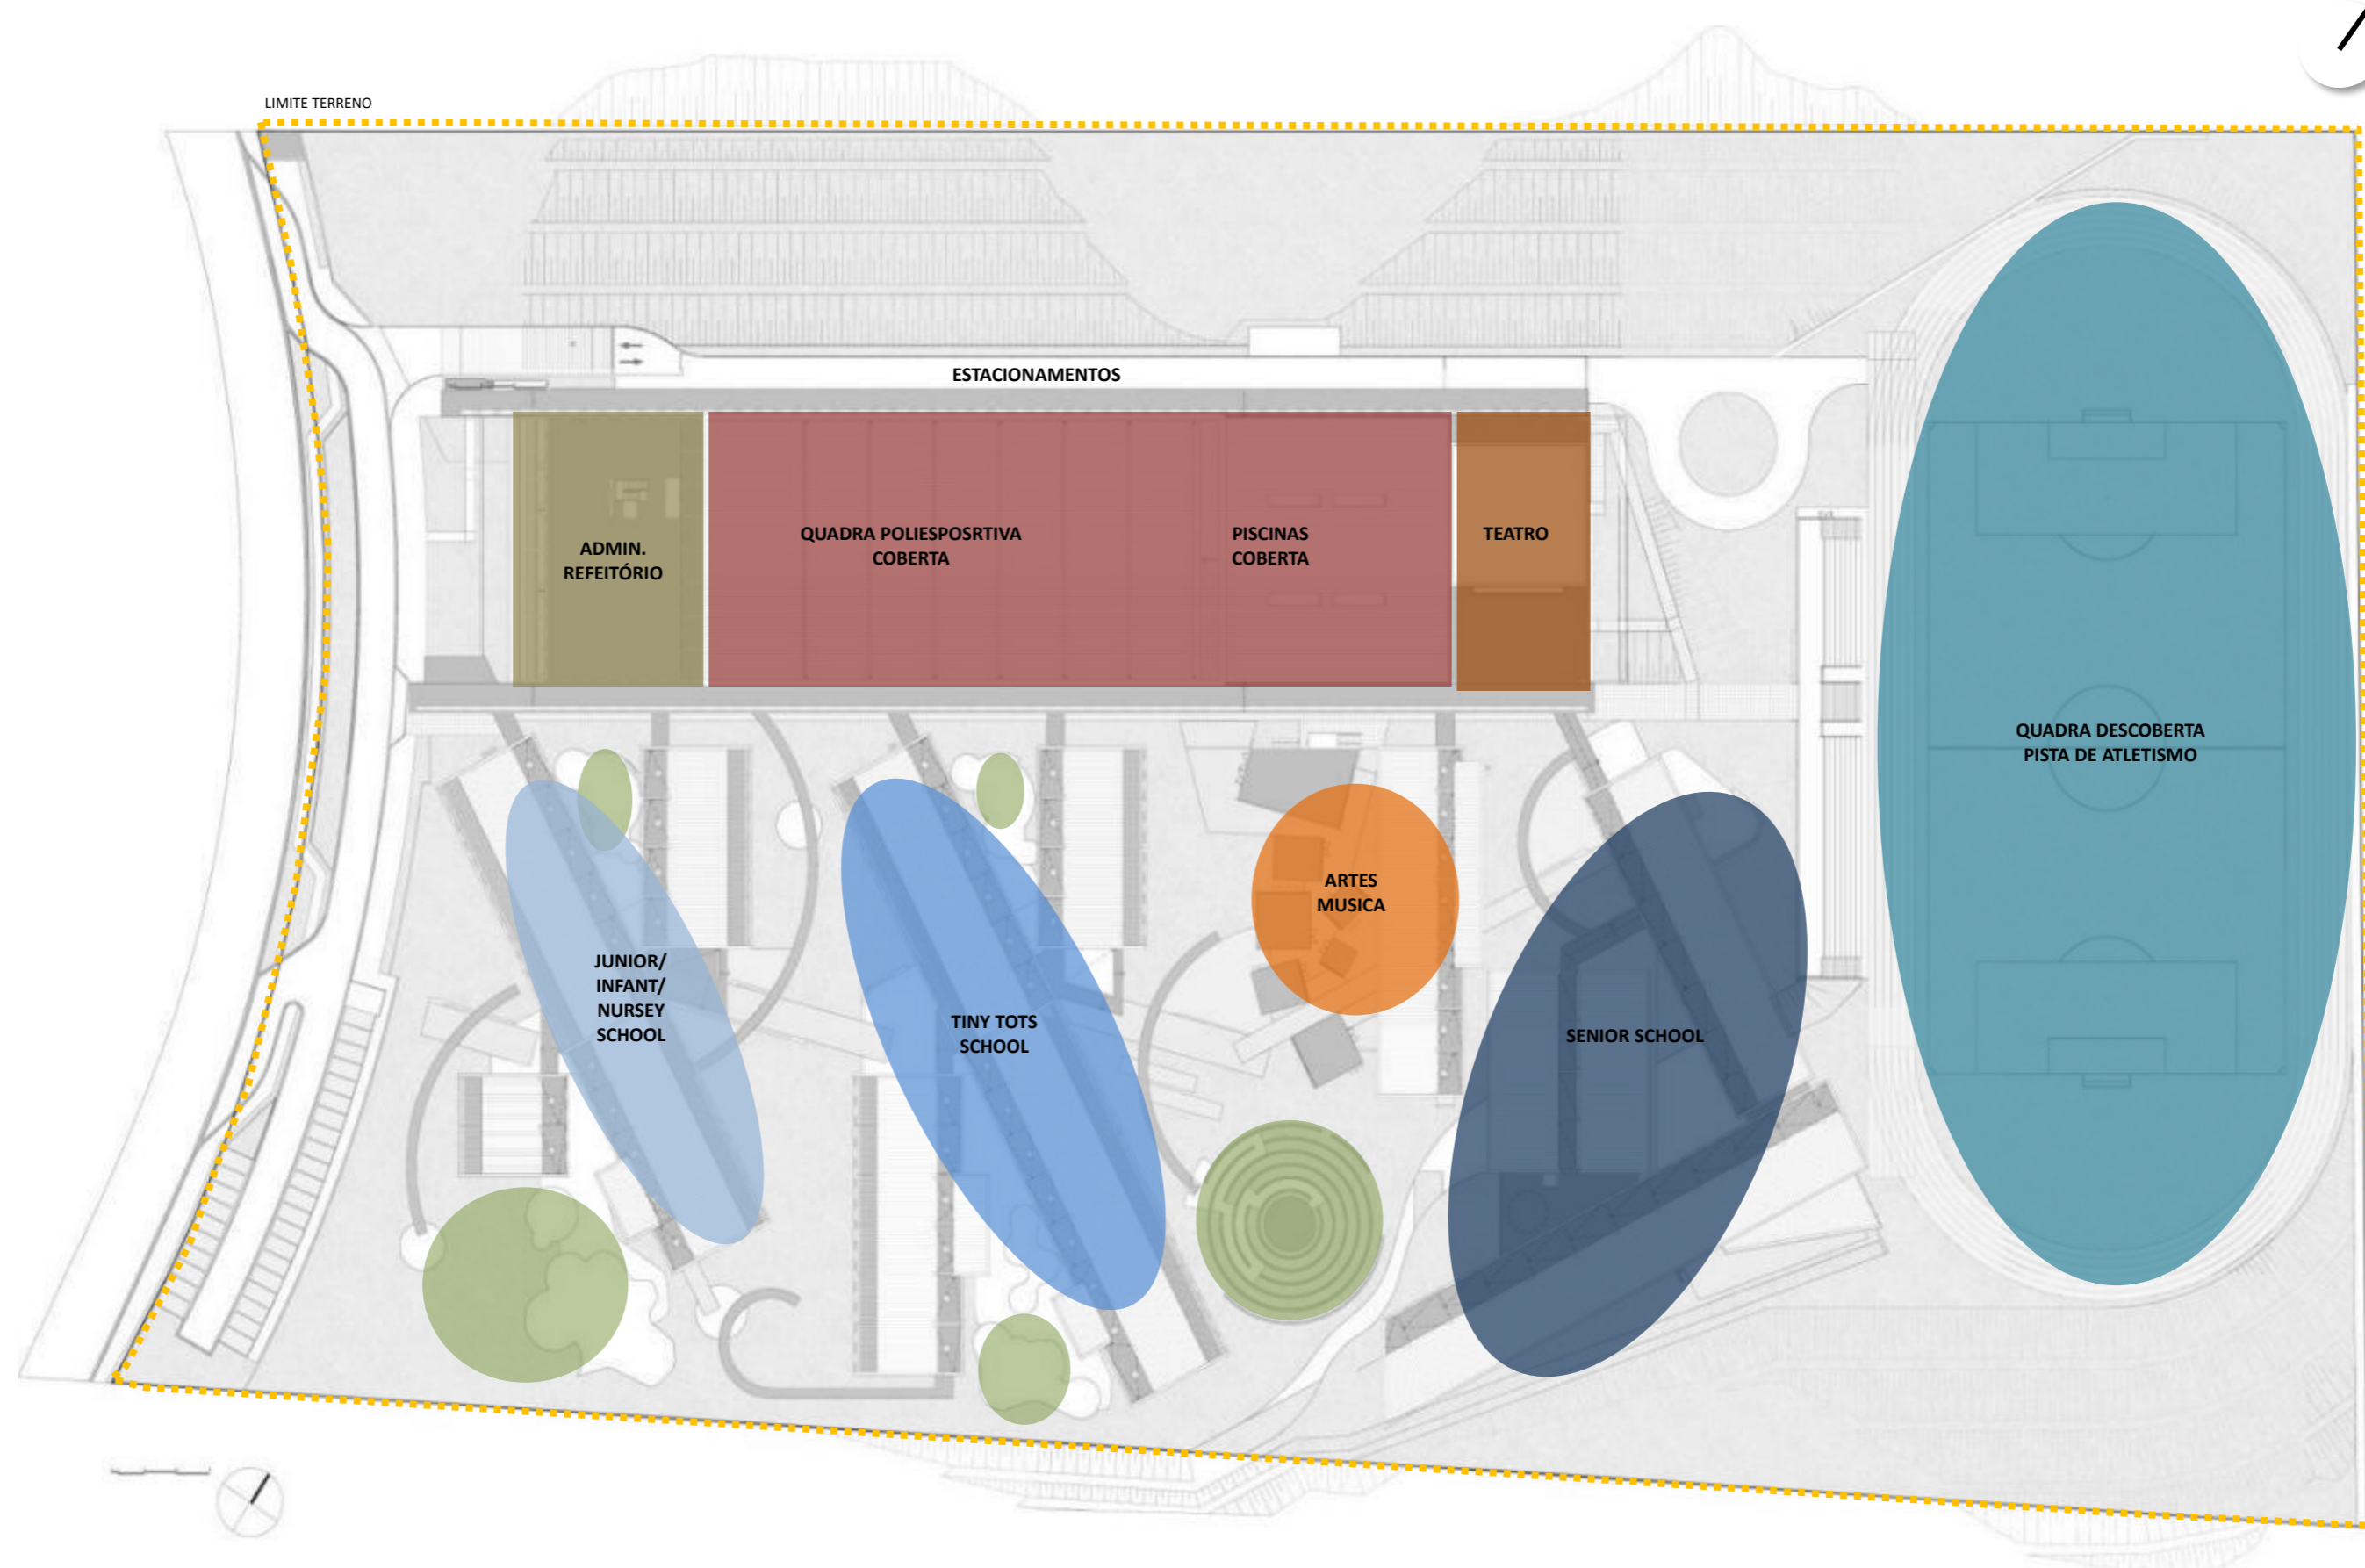 LIMITE TERRENO
ESTACIONAMENTOS
ADMIN.
REFEITÓRIO
QUADRA POLIESPOSRTIVA
COBERTA
PISCINAS
COBERTA
TEATRO
QUADRA DESCOBERTA
PISTA DE ATLETISMO
JUNIOR/
INFANT/
NURSEY
SCHOOL
TINY TOTS
SCHOOL
ARTES
MUSICA
SENIOR SCHOOL